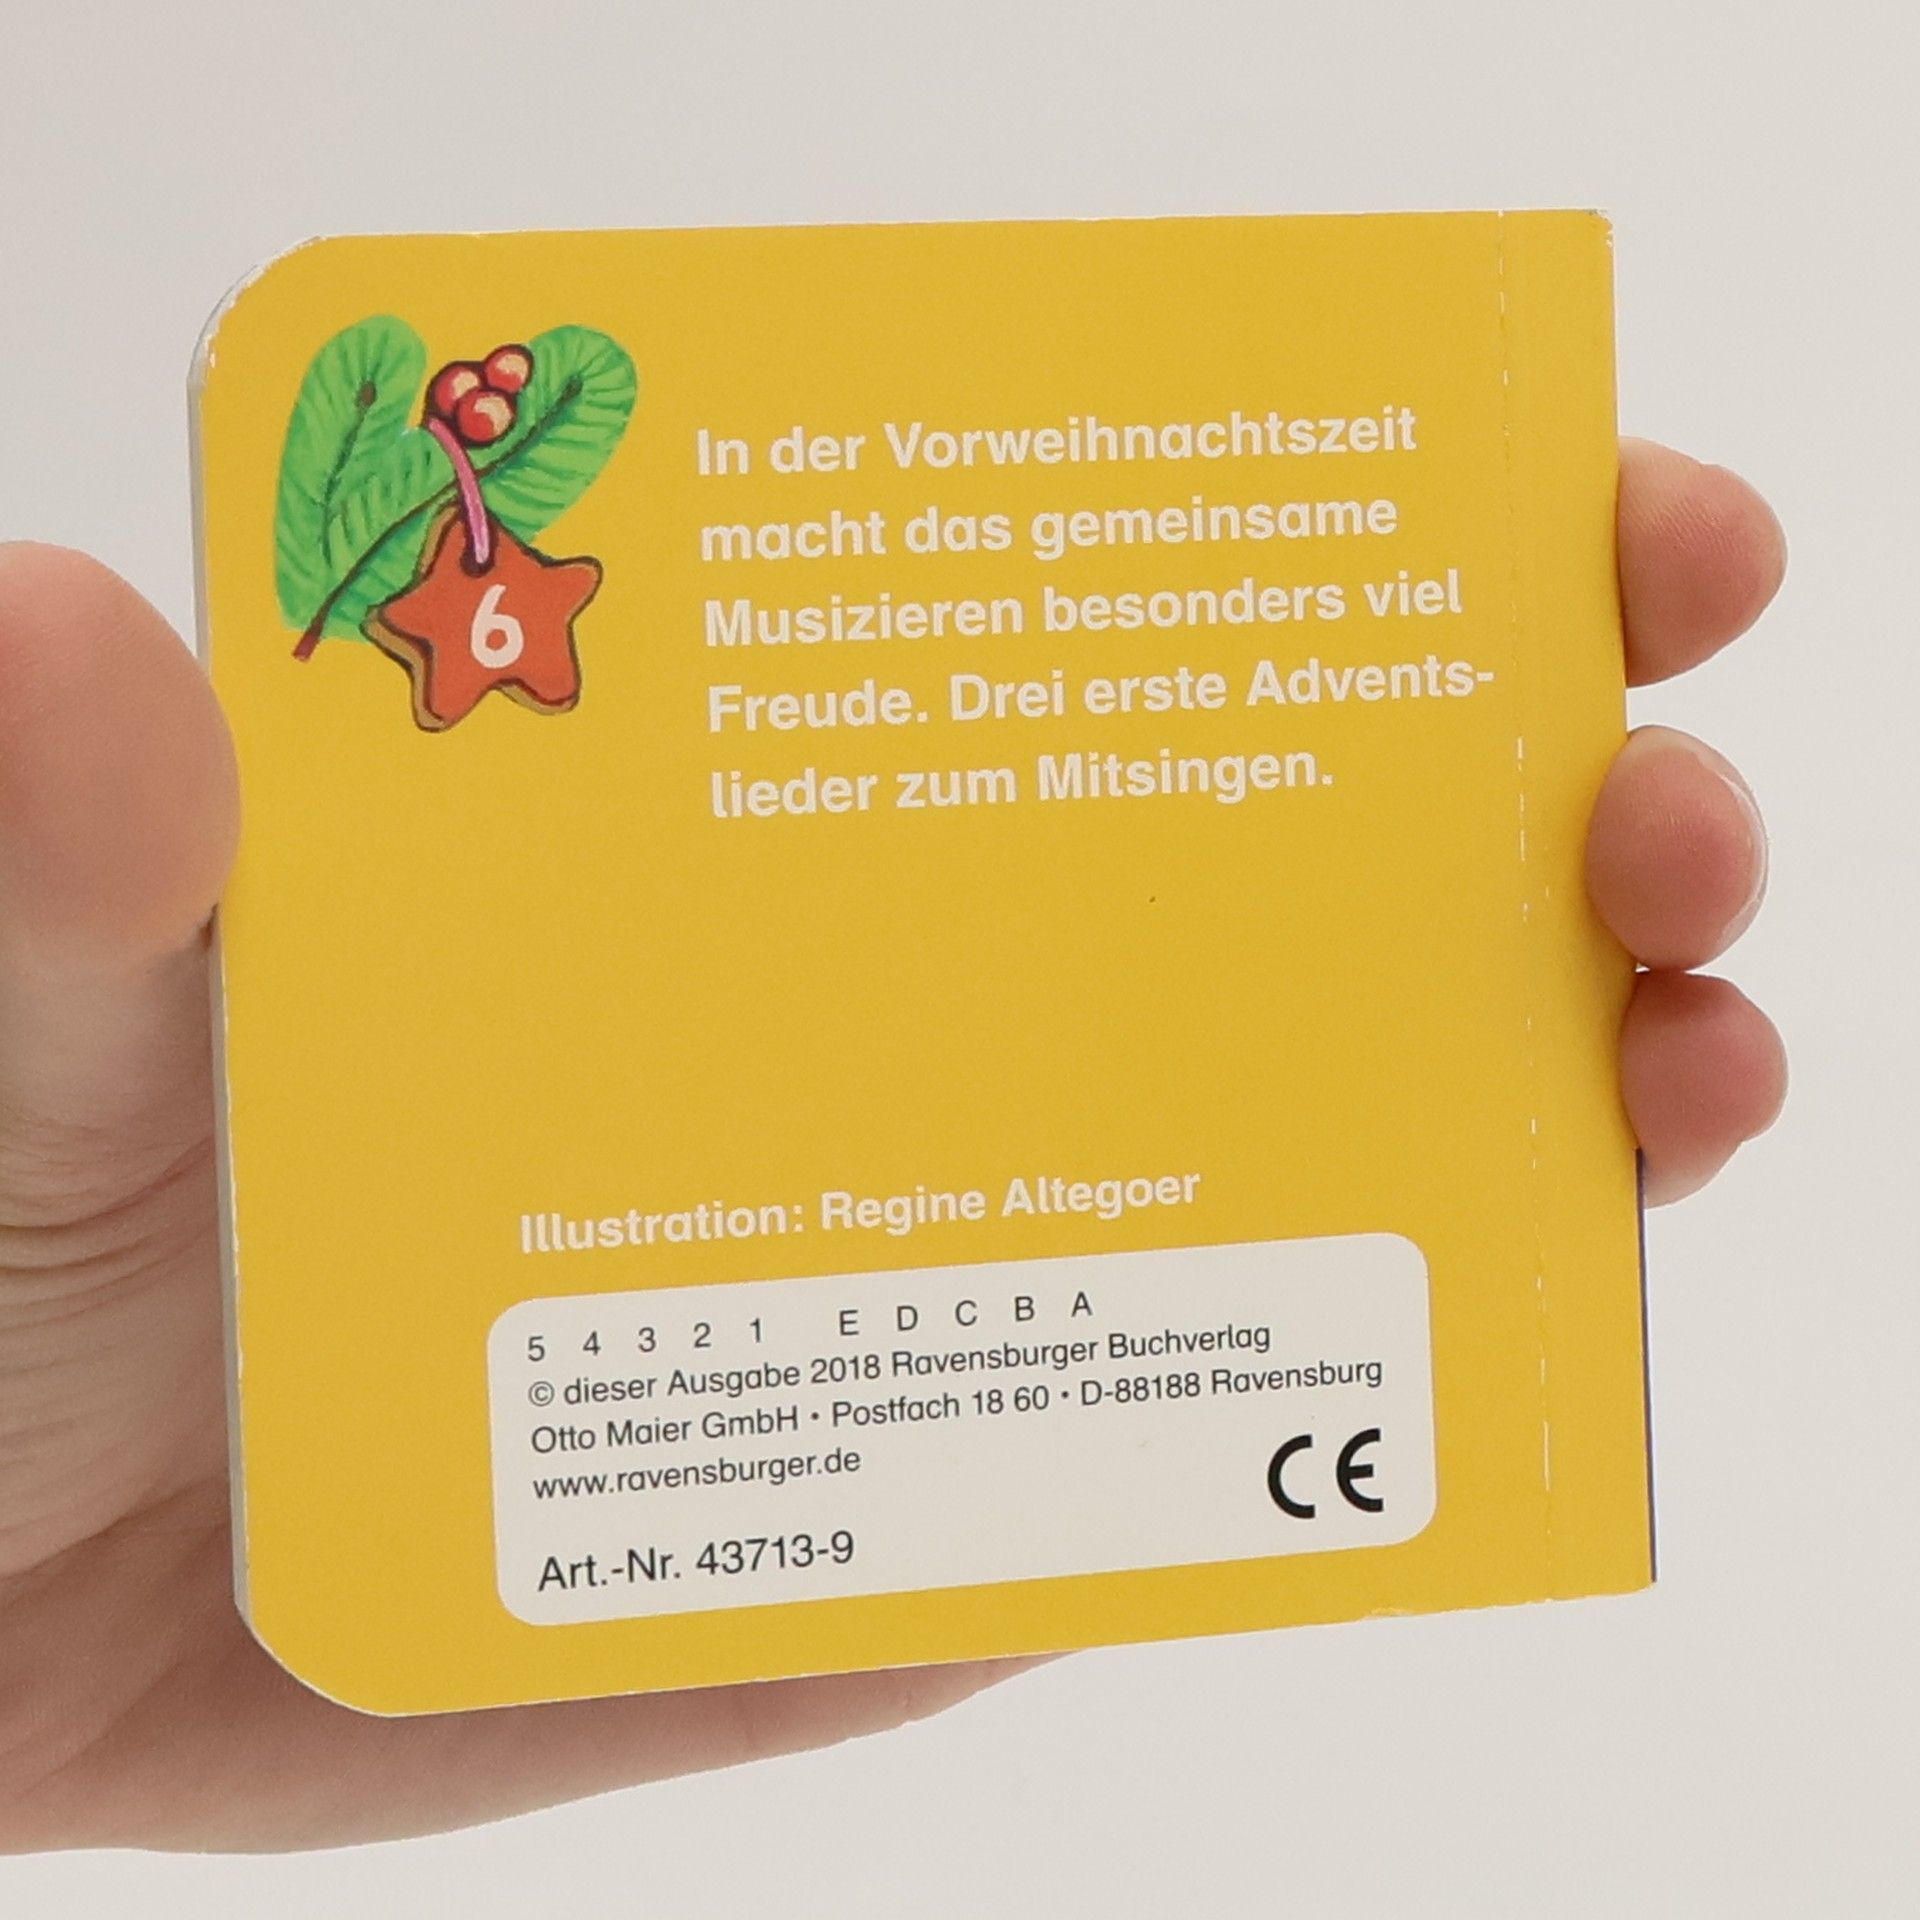 6
In der Vorweihnachtszeit
macht das gemeinsame
Musizieren besonders viel
Freude. Drei erste Advents-
lieder zum Mitsingen.
Illustration: Regine Altegoer
5 4 3 2 1 E D C B A
© dieser Ausgabe 2018 Ravensburger Buchverlag
Otto Maier GmbH • Postfach 18 60 • D-88188 Ravensburg
www.ravensburger.de
CE
Art.-Nr. 43713-9